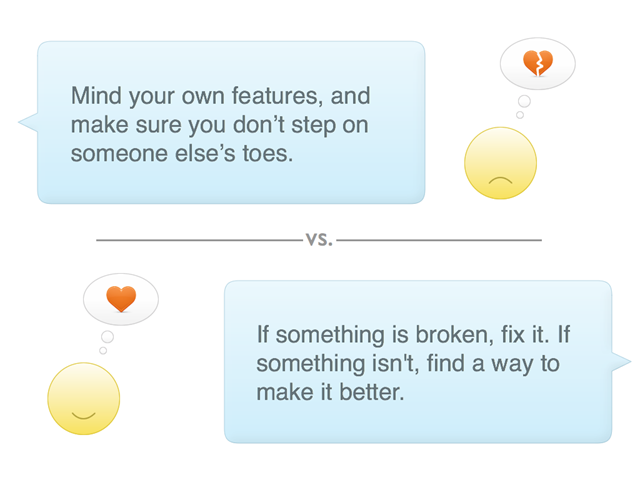 Mind your own features, and
make sure you don’t step on
someone else’s toes.
vs.
If something is broken, fix it. If
something isn't, find a way to
make it better.